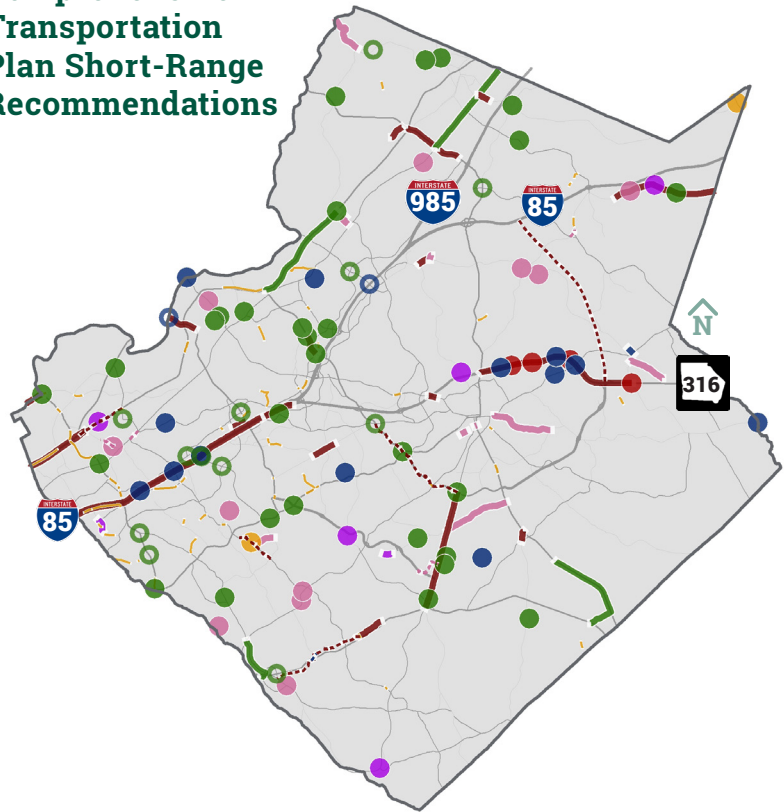 Transportation
Plan Short-Range
Recommendations
INTERSTATE
985
INTERSTATE
85
N
316
INTERSTATE
85